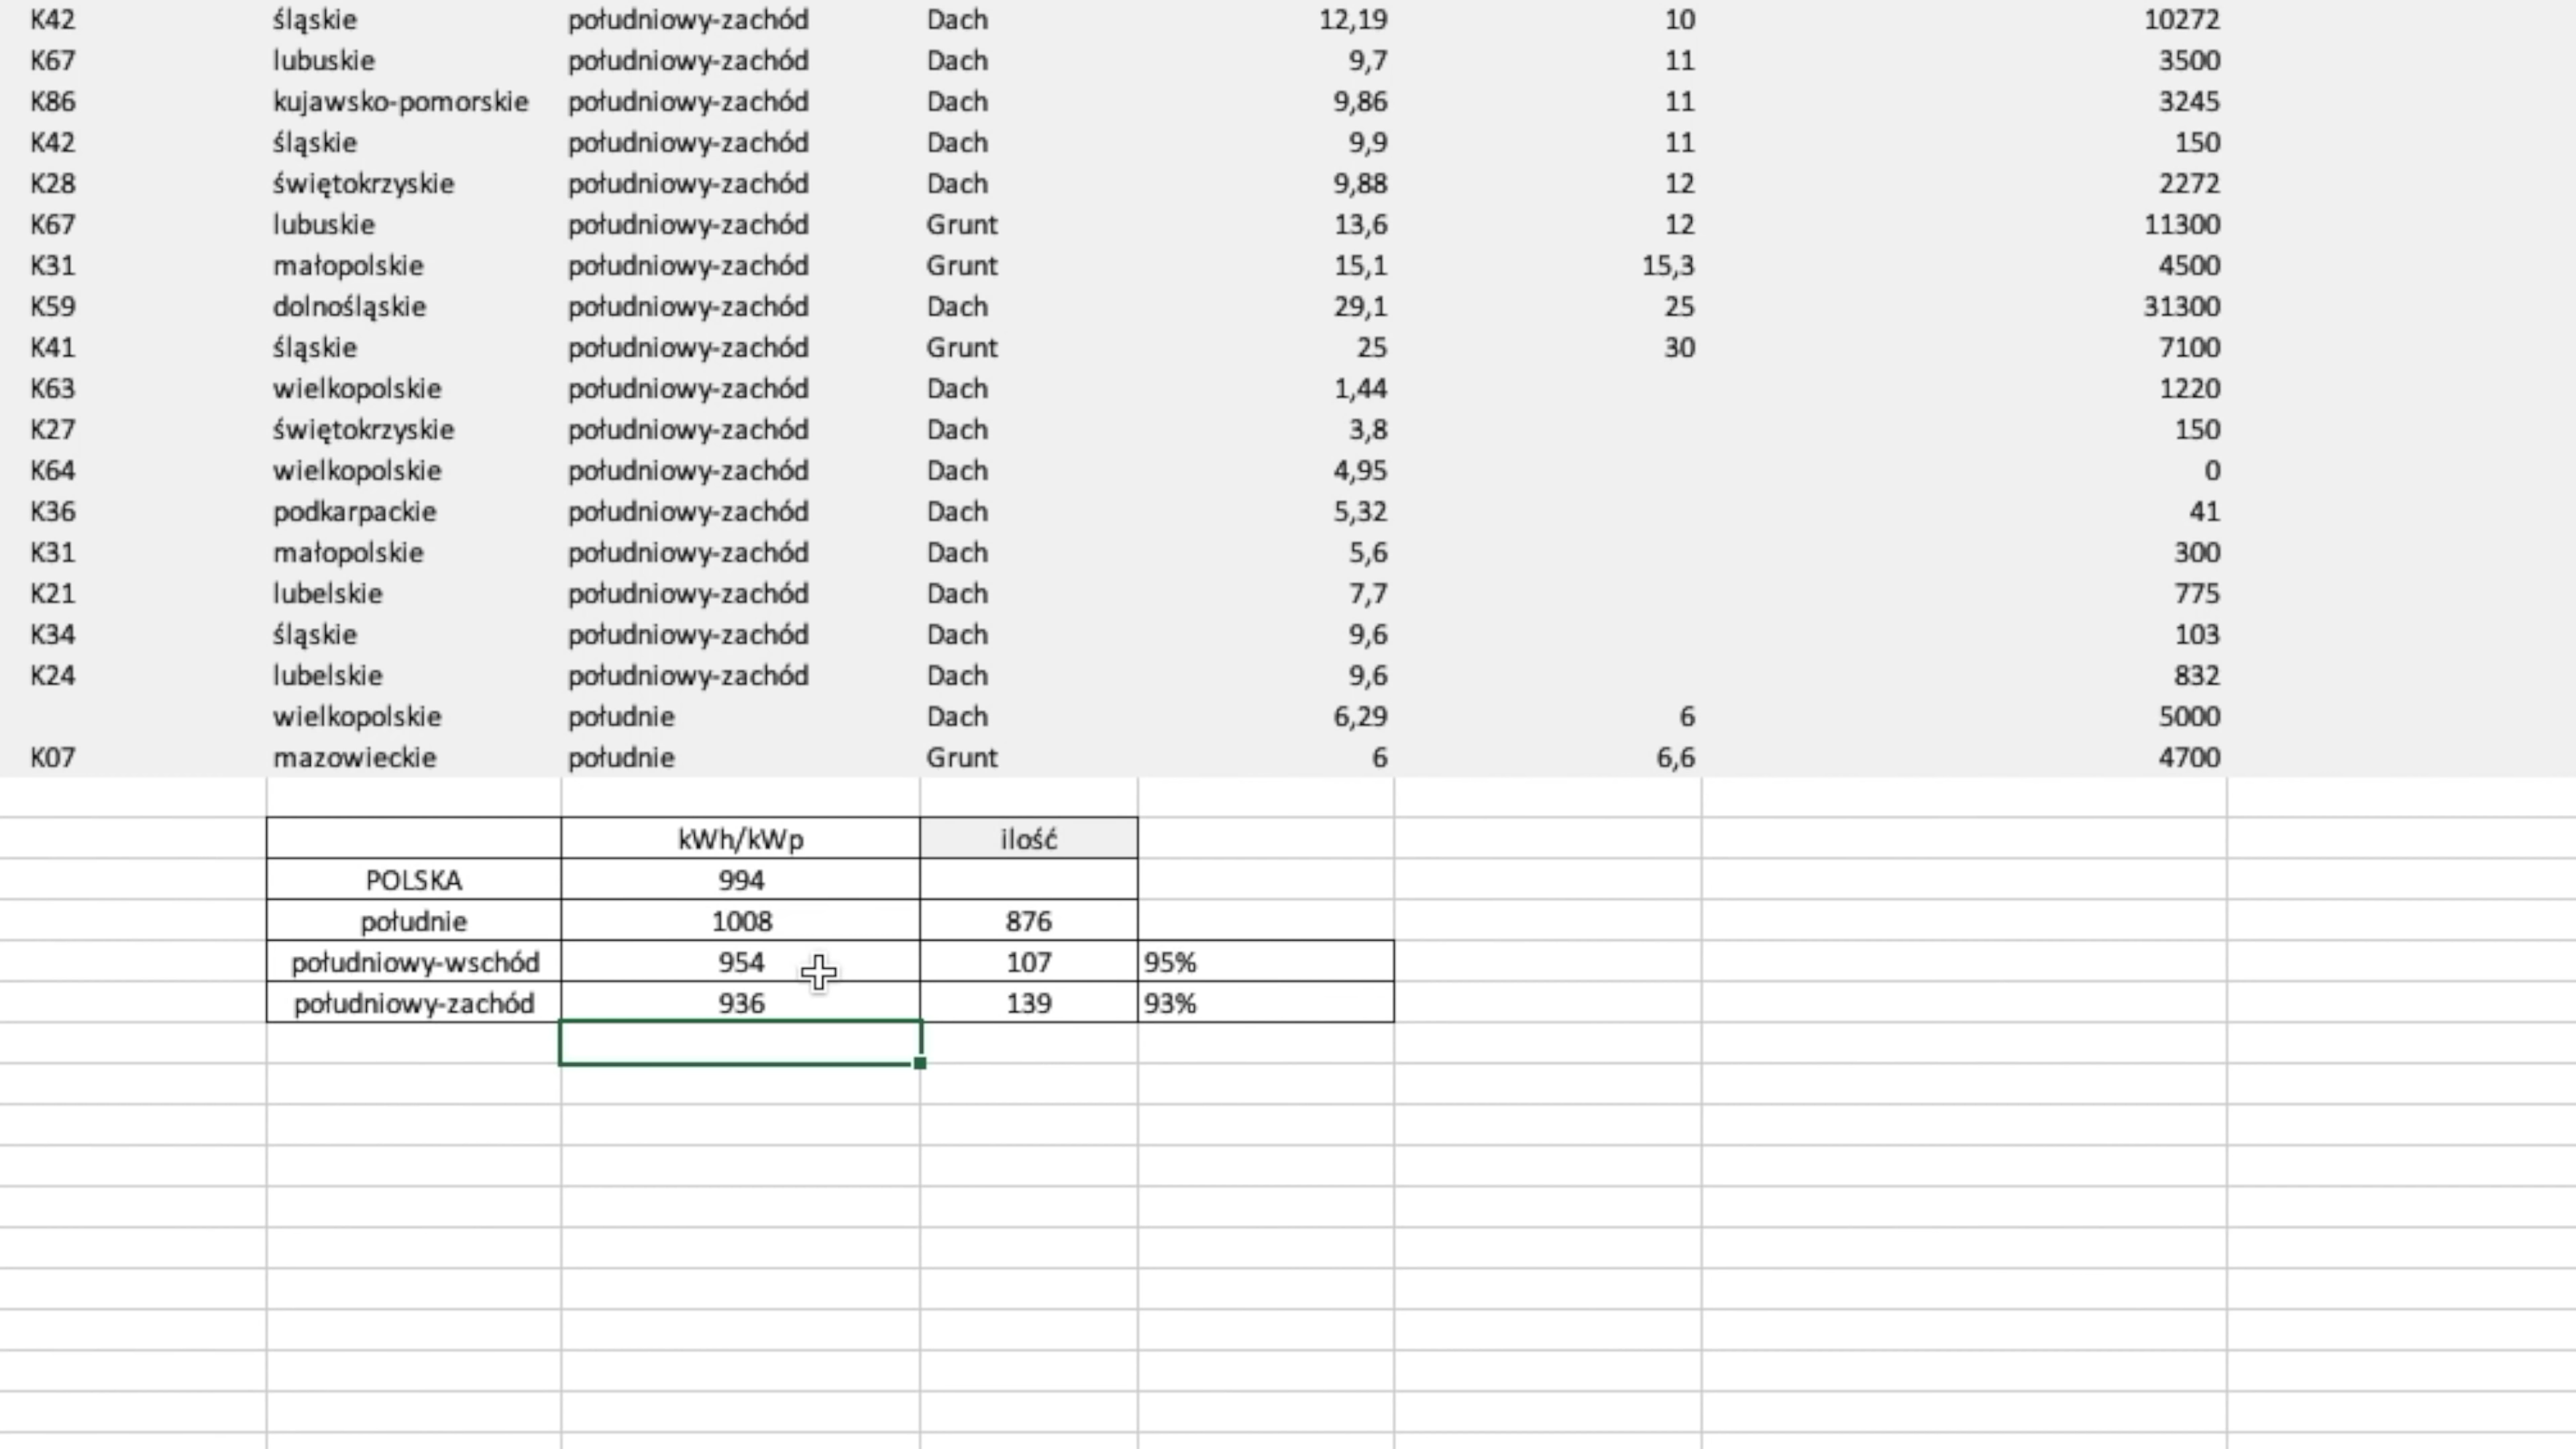 K42 śląskie południowy-zachód Dach 12,19 10 10272
K67 lubuskie południowy-zachód Dach 9,7 11 3500
K86 kujawsko-pomorskie południowy-zachód Dach 9,86 11 3245
K42 śląskie południowy-zachód Dach 9,9 11 150
K28 świętokrzyskie południowy-zachód Dach 9,88 12 2272
K67 lubuskie południowy-zachód Grunt 13,6 12 11300
K31 małopolskie południowy-zachód Grunt 15,1 15,3 4500
K59 dolnośląskie południowy-zachód Dach 29,1 25 31300
K41 śląskie południowy-zachód Grunt 25 30 7100
K63 wielkopolskie południowy-zachód Dach 1,44 1220
K27 świętokrzyskie południowy-zachód Dach 3,8 150
K64 wielkopolskie południowy-zachód Dach 4,95 0
K36 podkarpackie południowy-zachód Dach 5,32 41
K31 małopolskie południowy-zachód Dach 5,6 300
K21 lubelskie południowy-zachód Dach 7,7 775
K34 śląskie południowy-zachód Dach 9,6 103
K24 lubelskie południowy-zachód Dach 9,6 832
wielkopolskie południe Dach 6,29 6 5000
K07 mazowieckie południe Grunt 6 6,6 4700
kWh/kWp ilość
POLSKA 994
południe 1008 876
południowy-wschód 954 107 95%
południowy-zachód 936 139 93%